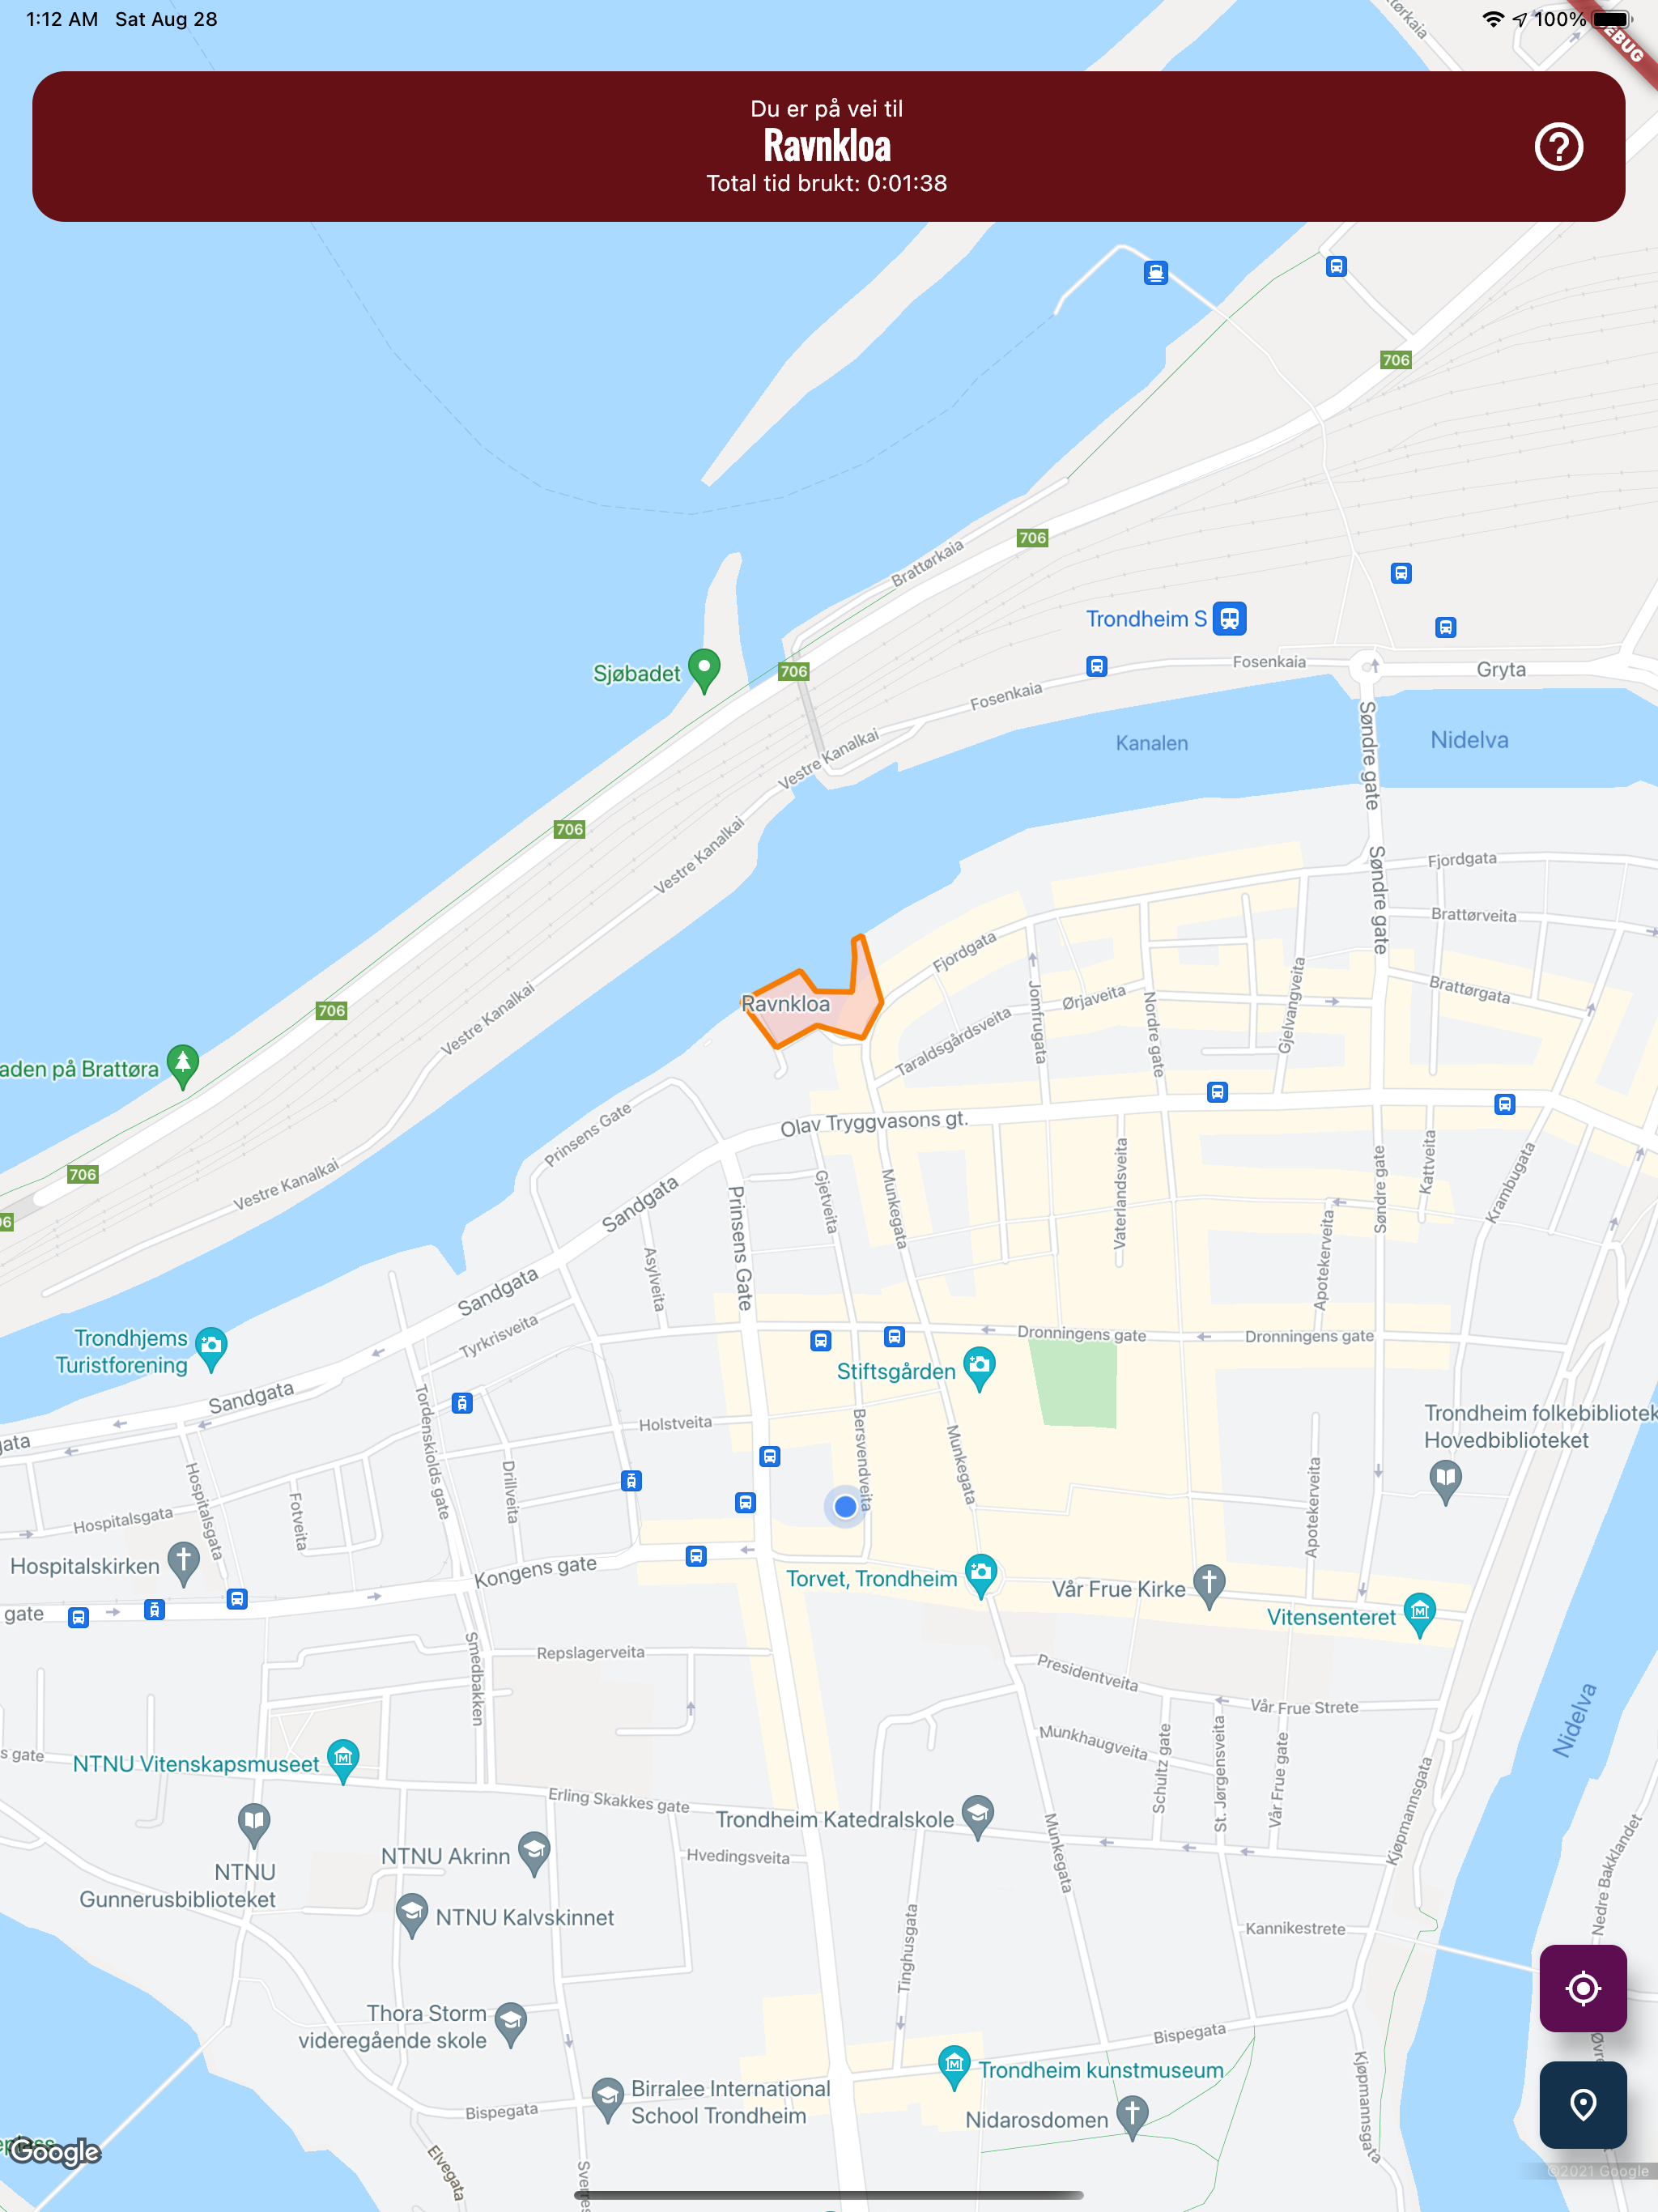 1:12 AM Sat Aug 28
100%
Du er på vei til
Ravnkloa
Total tid brukt: 0:01:38
706
706
Brattørkaia
Trondheim S
Sjøbadet
706
Fosenkaia
Gryta
Fosenkaia
Søndre gate
Kanalen
Nidelva
Vestre Kanalkai
706
Vestre Kanalkai
Fjordgata
Søndre gate
Brattørveita
Fjordgata
Ravnkloa
706
Vestre Kanalkai
Jomfrugata
Ørjaveita
Nordre gate
Gjelvangveita
Brattørgata
Taraldsgårdsveita
Prinsens Gate
Olav Tryggvasons gt.
706
Vestre Kanalkai
Sandgata
Prinsens Gate
Gjetveita
Munkegata
Vaterlandsveita
Søndre gate
Kattveita
Krambugata
Apotekerveita
Asylveita
Sandgata
Tyrkrisveita
Dronningens gate
Dronningens gate
Trondhjems
Turistforening
Stiftsgården
Sandgata
Tordenskiolds gate
Holstveita
Bersvendveita
Munkegata
Trondheim folkebibliotek
Hovedbiblioteket
Hospitalsgata
Hospitalsgata
Fotveita
Drillveita
Apotekerveita
Hospitalskirken
Kongens gate
Torvet, Trondheim
Vår Frue Kirke
Vitensenteret
gate
Smedbakken
Repslagerveita
Presidentveita
Vår Frue Strete
Nidelva
Munkhaugveita
Schultz gate
St. Jørgensveita
Vår Frue gate
s gate
NTNU Vitenskapsmuseet
Erling Skakkes gate
Trondheim Katedralskole
Kjøpmannsgata
Nedre Bakklandet
NTNU
Gunnerusbiblioteket
NTNU Akrinn
Hvedingsveita
Munkegata
NTNU Kalvskinnet
Tinghusgata
Kannikestrete
Thora Storm
videregående skole
Bispegata
Trondheim kunstmuseum
Kjøpmannsgata
Birralee International
School Trondheim
Bispegata
Nidarosdomen
Google
Elvegata
©2021 Google